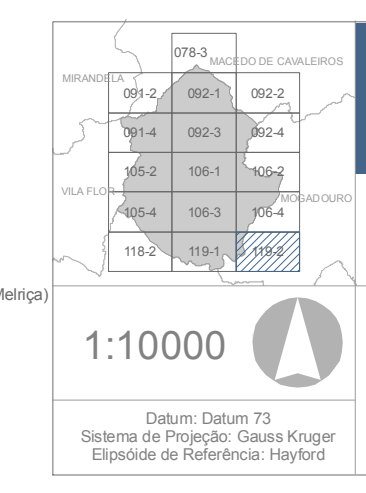 078-3
MACEDO DE CAVALEIROS
MIRANDELA
091-2 092-1 092-2
091-4 092-3 092-4
105-2 106-1 106-2
VILA FLOR
MOGADOURO
105-4 106-3 106-4
118-2 119-1 119-2
Melriça)
1:10000
Datum: Datum 73
Sistema de Projeção: Gauss Kruger
Elipsóide de Referência: Hayford